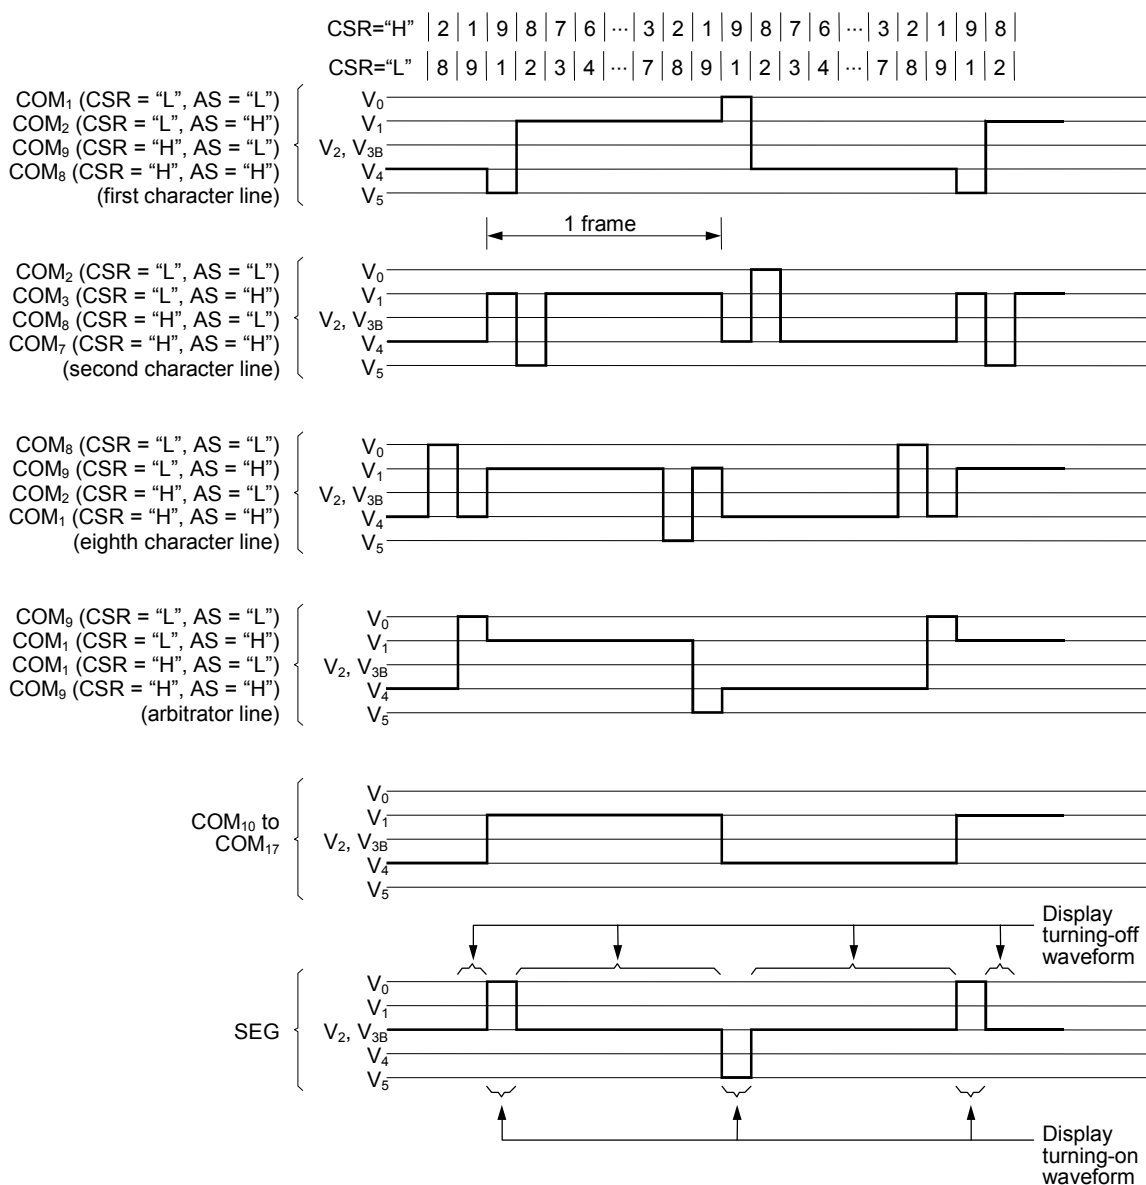 CSR=“H” 2 1 9 8 7 6 ... 3 2 1 9 8 7 6 ... 3 2 1 9 8
CSR=“L” 8 9 1 2 3 4 ... 7 8 9 1 2 3 4 ... 7 8 9 1 2
COM1 (CSR = “L”, AS = “L”)
COM2 (CSR = “L”, AS = “H”)
COM9 (CSR = “H”, AS = “L”)
COM8 (CSR = “H”, AS = “H”)
(first character line)
V0
V1
V2, V3B
V4
V5
1 frame
COM2 (CSR = “L”, AS = “L”)
COM3 (CSR = “L”, AS = “H”)
COM8 (CSR = “H”, AS = “L”)
COM7 (CSR = “H”, AS = “H”)
(second character line)
V0
V1
V2, V3B
V4
V5
COM8 (CSR = “L”, AS = “L”)
COM9 (CSR = “L”, AS = “H”)
COM2 (CSR = “H”, AS = “L”)
COM1 (CSR = “H”, AS = “H”)
(eighth character line)
V0
V1
V2, V3B
V4
V5
COM9 (CSR = “L”, AS = “L”)
COM1 (CSR = “L”, AS = “H”)
COM1 (CSR = “H”, AS = “L”)
COM9 (CSR = “H”, AS = “H”)
(arbitrator line)
V0
V1
V2, V3B
V4
V5
COM10 to
COM17
V0
V1
V2, V3B
V4
V5
Display
turning-off
waveform
SEG
V0
V1
V2, V3B
V4
V5
Display
turning-on
waveform